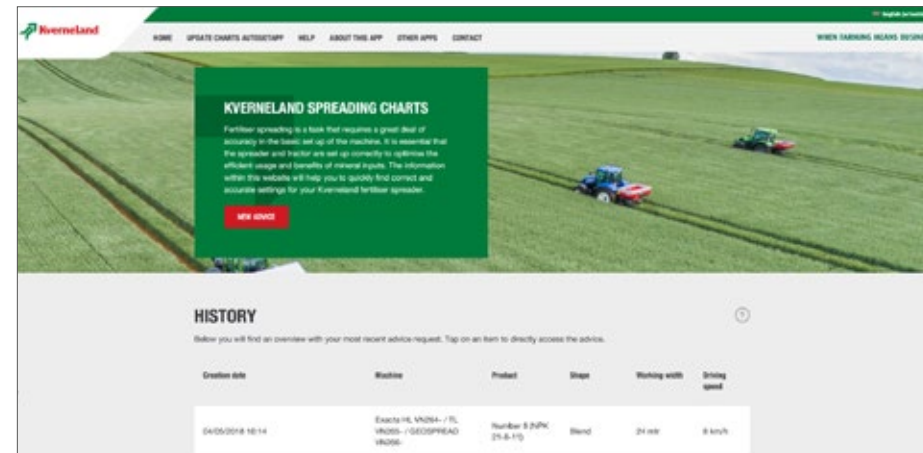 English (
Kverneland
HOME UPDATE CHARTS AUTOSETAPP HELP ABOUT THIS APP OTHER APPS CONTACT
WHEN FARMING MEANS BUSIN
KVERNELAND SPREADING CHARTS
Fertiliser spreading is a task that requires a great deal of
accuracy in the basic set up of the machine. It is essential that
the spreader and tractor are set up correctly to optimise the
efficient usage and benefits of mineral inputs. The information
within this website will help you to quickly find correct and
accurate settings for your Kverneland fertiliser spreader.
NEW ADVICE
HISTORY
?
Below you will find an overview with your most recent advice request. Tap on an item to directly access the advice.
Creation date Machine Product Shape Working width Driving
speed
Exacta HL VN264- / TL
04/05/2018 16:14 VN265- / GEOSPREAD Number 8 (NPK Blend 24 mtr 8 km/h
VN266- 21-8-11)